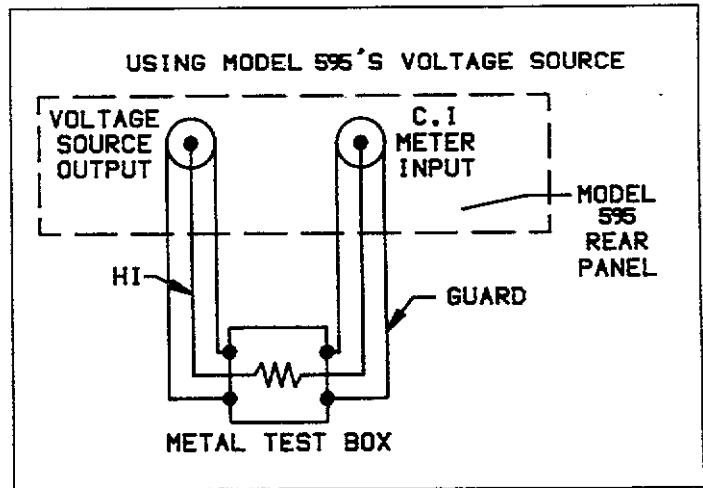 USING MODEL 595'S VOLTAGE SOURCE
VOLTAGE
SOURCE
OUTPUT
C.I
METER
INPUT
MODEL
595
REAR
PANEL
HI
GUARD
METAL TEST BOX